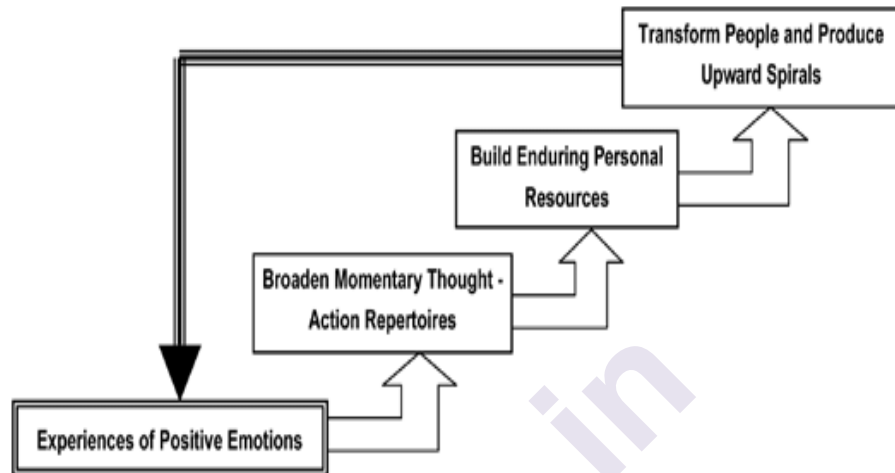 Transform People and Produce
Upward Spirals
Build Enduring Personal
Resources
Broaden Momentary Thought -
Action Repertoires
Experiences of Positive Emotions
in